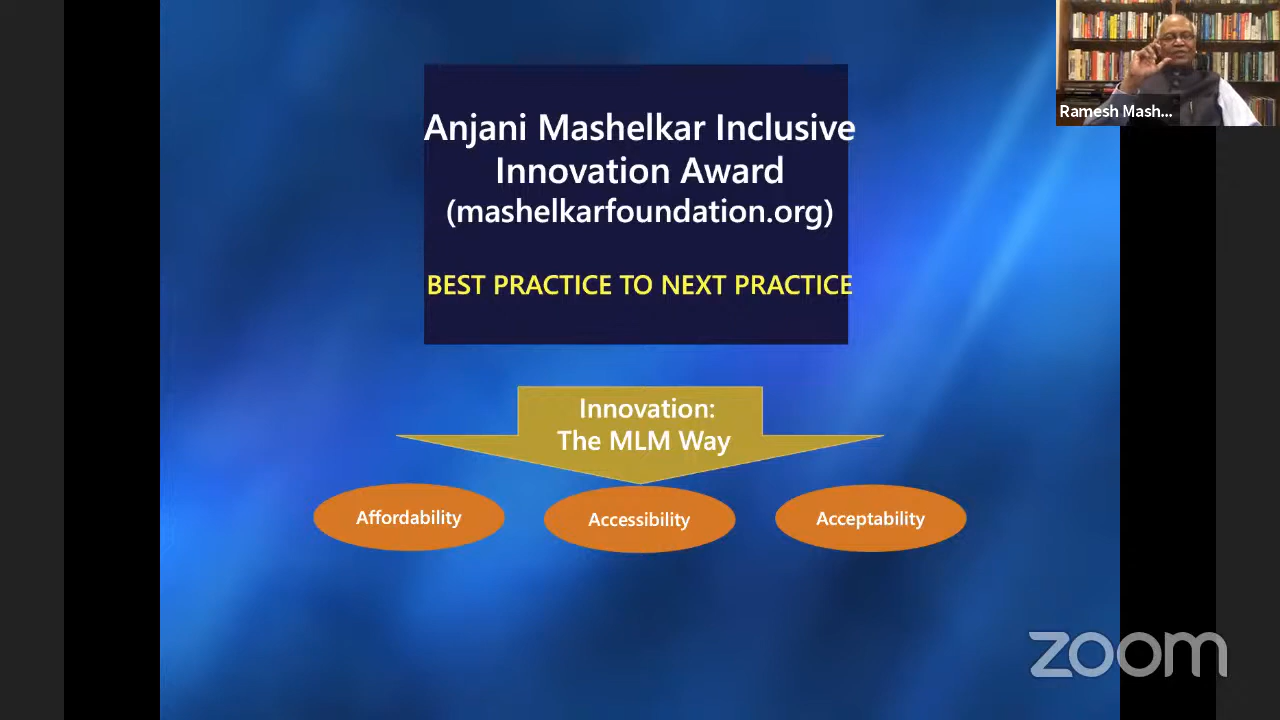 Anjani Mashelkar Inclusive
Innovation Award
(mashelkarfoundation.org)
BEST PRACTICE TO NEXT PRACTICE
Innovation:
The MLM Way
Affordability
Accessibility
Acceptability
Ramesh Mash...
zoom